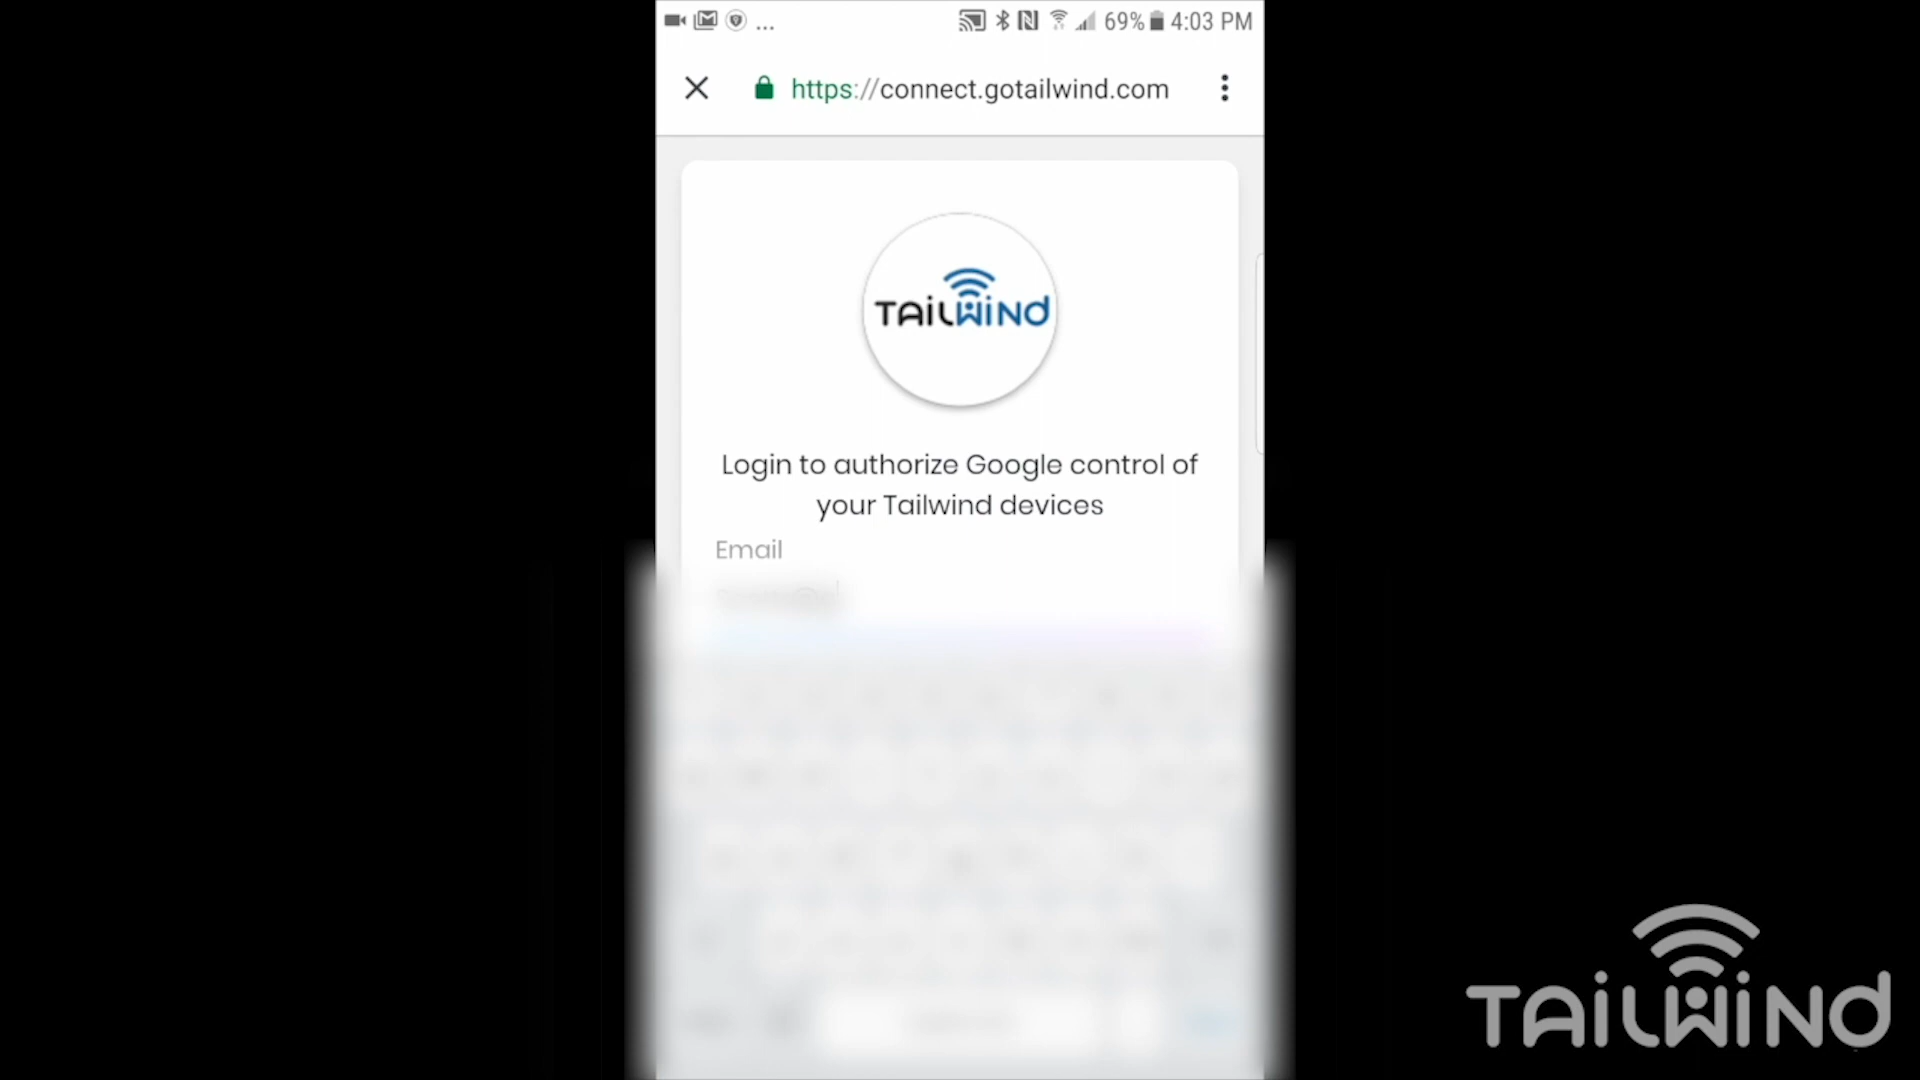 ... 69% 4:03 PM
https://connect.gotailwind.com
TAILWIND
Login to authorize Google control of
your Tailwind devices
Email
TAILWIND